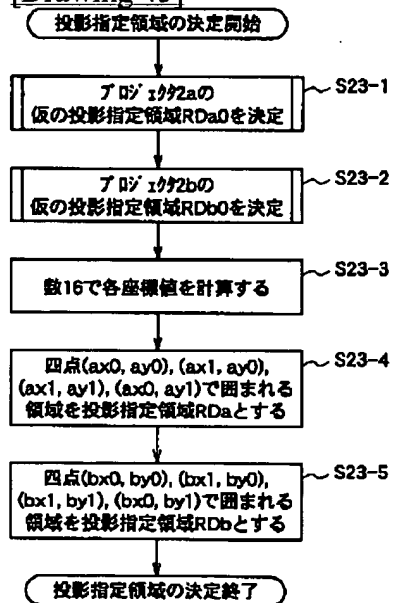 投影指定領域の決定開始
プロジェクタ2aの
仮の投影指定領域RDa0を決定
S23-1
プロジェクタ2bの
仮の投影指定領域RDb0を決定
S23-2
数16で各座標値を計算する
S23-3
四点(ax0, ay0), (ax1, ay0),
(ax1, ay1), (ax0, ay1)で囲まれる
領域を投影指定領域RDaとする
S23-4
四点(bx0, by0), (bx1, by0),
(bx1, by1), (bx0, by1)で囲まれる
領域を投影指定領域RDbとする
S23-5
投影指定領域の決定終了